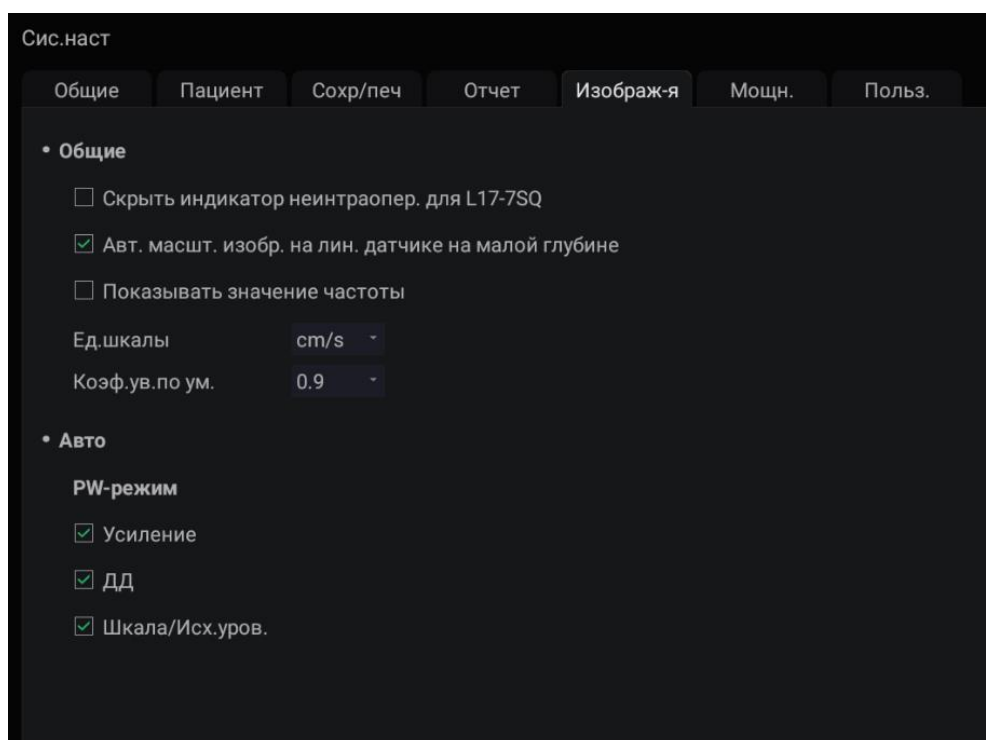 Сис.наст
Общие Пациент Сохр/печ Отчет Изображ-я Мощн. Польз.
• Общие
Скрыть индикатор неинтраопер. для L17-7SQ
Авт. масшт. изобр. на лин. датчике на малой глубине
Показывать значение частоты
Ед.шкалы cm/s
Коэф.ув.по ум. 0.9
• Авто
PW-режим
Усиление
ДД
Шкала/Исх.уров.